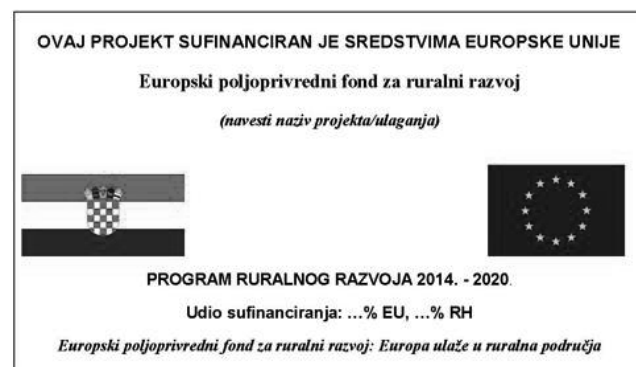 OVAJ PROJEKT SUFINANCIRAN JE SREDSTVIMA EUROPSKE UNIJE
Europski poljoprivredni fond za ruralni razvoj
(navesti naziv projekta/ulaganja)
PROGRAM RURALNOG RAZVOJA 2014. - 2020.
Udio sufinanciranja: ...% EU, ...% RH
Europski poljoprivredni fond za ruralni razvoj: Europa ulaže u ruralna područja